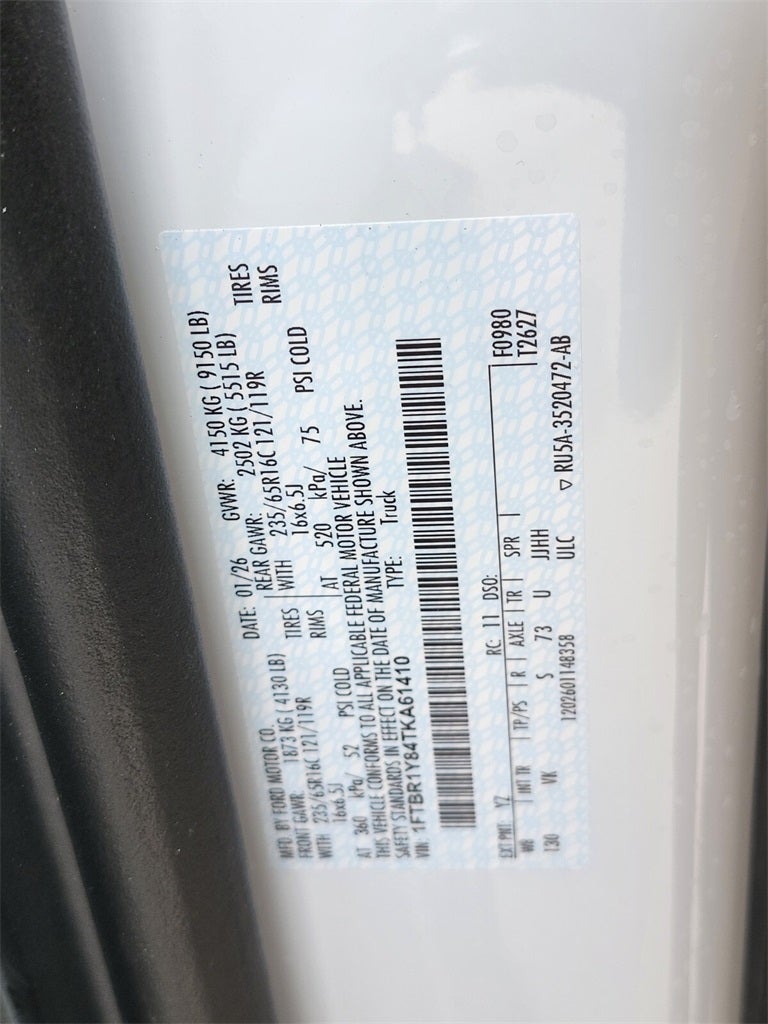 MFD. BY FORD MOTOR CO.
DATE: 01/26 GVWR: 4150 KG ( 9150 LB)
FRONT GAWR: 1873 KG ( 4130 LB) REAR GAWR: 2502 KG ( 5515 LB)
WITH 235/65R16C 121/119R TIRES WITH 235/65R16C 121/119R TIRES
16x6.5J RIMS 16x6.5J RIMS
AT 360 kPa/ 52 PSI COLD AT 520 kPa/ 75 PSI COLD
THIS VEHICLE CONFORMS TO ALL APPLICABLE FEDERAL MOTOR VEHICLE
SAFETY STANDARDS IN EFFECT ON THE DATE OF MANUFACTURE SHOWN ABOVE.
VIN: 1FTBR1Y84TKA61410 TYPE: Truck
EXT PNT: YZ RC: 11 DSO: F0980
WB INT TR TP/PS R AXLE TR SPR T2627
130 VK S 73 U JJHH
120260114835B ULC ▽ RU5A-3520472-AB